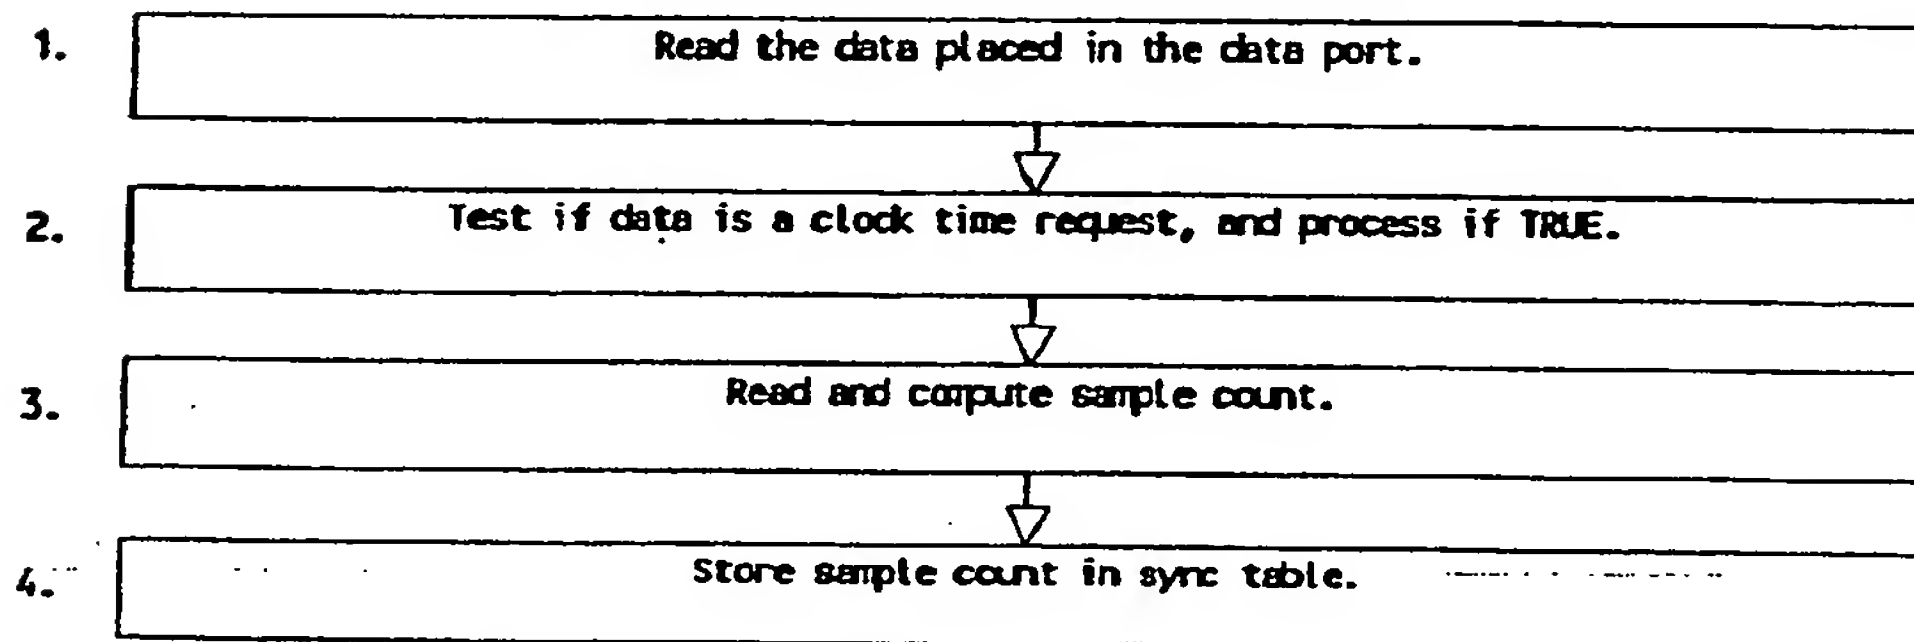 1. Read the data placed in the data port.
2. Test if data is a clock time request, and process if TRUE.
3. Read and compute sample count.
4. Store sample count in sync table.